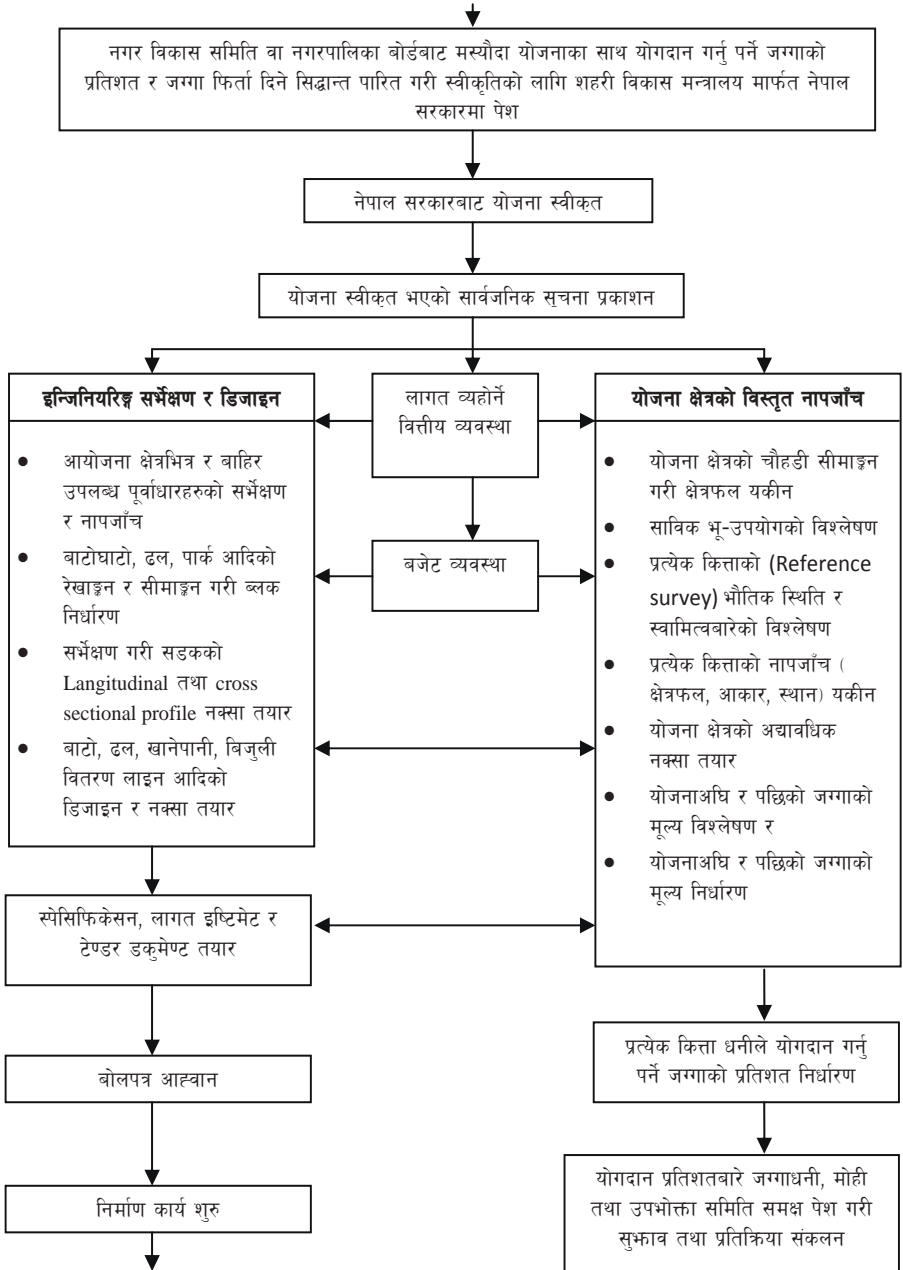 नगर विकास समिति वा नगरपालिका बोर्डबाट मस्यौदा योजनाका साथ योगदान गर्नु पर्ने जग्गाको
प्रतिशत र जग्गा फिर्ता दिने सिद्धान्त पारित गरी स्वीकृतिको लागि शहरी विकास मन्त्रालय मार्फत नेपाल
सरकारमा पेश
नेपाल सरकारबाट योजना स्वीकृत
योजना स्वीकृत भएको सार्वजनिक सूचना प्रकाशन
इन्जिनियरिङ्ग सर्भेक्षण र डिजाइन
● आयोजना क्षेत्रभित्र र बाहिर
उपलब्ध पूर्वाधारहरुको सर्भेक्षण
र नापजाँच
● बाटोघाटो, ढल, पार्क आदिको
रेखाङ्कन र सीमाङ्कन गरी ब्लक
निर्धारण
● सर्भेक्षण गरी सडकको
Langitudinal तथा cross
sectional profile नक्सा तयार
● बाटो, ढल, खानेपानी, बिजुली
वितरण लाइन आदिको
डिजाइन र नक्सा तयार
लागत व्यहोर्ने
वित्तीय व्यवस्था
बजेट व्यवस्था
योजना क्षेत्रको विस्तृत नापजाँच
● योजना क्षेत्रको चौहडी सीमाङ्कन
गरी क्षेत्रफल यकीन
● साविक भू-उपयोगको विश्लेषण
● प्रत्येक कित्ताको (Reference
survey) भौतिक स्थिति र
स्वामित्वबारेको विश्लेषण
● प्रत्येक कित्ताको नापजाँच (
क्षेत्रफल, आकार, स्थान) यकीन
● योजना क्षेत्रको अद्यावधिक
नक्सा तयार
● योजनाअघि र पछिको जग्गाको
मूल्य विश्लेषण र
● योजनाअघि र पछिको जग्गाको
मूल्य निर्धारण
स्पेसिफिकेसन, लागत इष्टिमेट र
टेण्डर डकुमेण्ट तयार
बोलपत्र आह्वान
निर्माण कार्य शुरु
प्रत्येक कित्ता धनीले योगदान गर्नु
पर्ने जग्गाको प्रतिशत निर्धारण
योगदान प्रतिशतबारे जग्गाधनी, मोही
तथा उपभोक्ता समिति समक्ष पेश गरी
सुझाव तथा प्रतिक्रिया संकलन